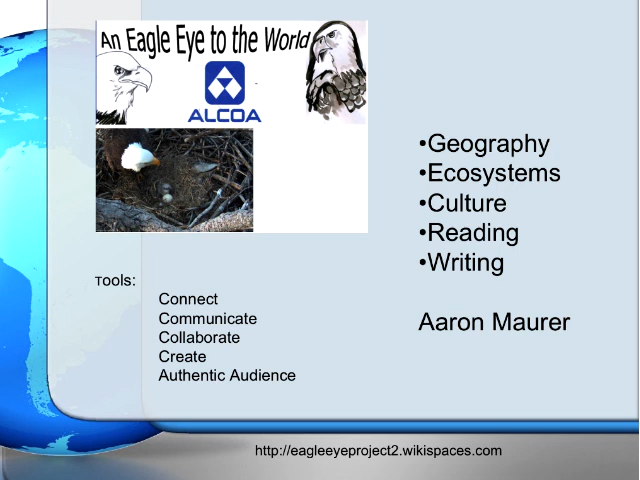 An Eagle Eye to the World
ALCOA
•Geography
•Ecosystems
•Culture
•Reading
•Writing
Aaron Maurer
Tools:
Connect
Communicate
Collaborate
Create
Authentic Audience
http://eagleeyeproject2.wikispaces.com